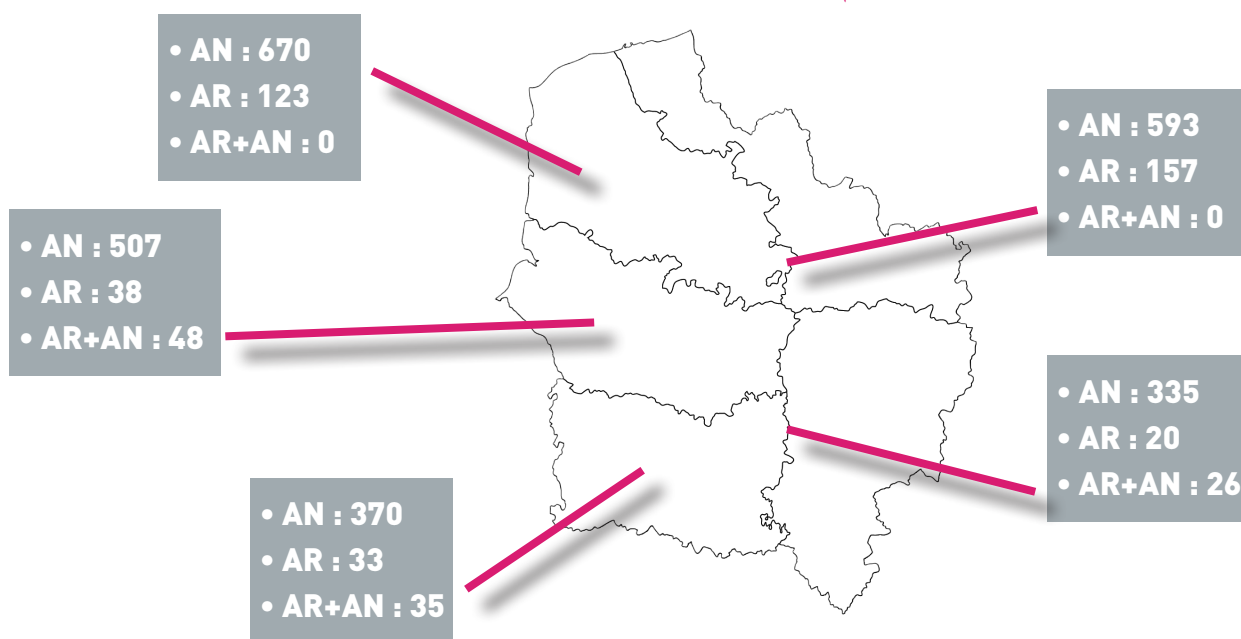 • AN : 670
• AR : 123
• AR+AN : 0
• AN : 593
• AR : 157
• AR+AN : 0
• AN : 507
• AR : 38
• AR+AN : 48
• AN : 335
• AR : 20
• AR+AN : 26
• AN : 370
• AR : 33
• AR+AN : 35